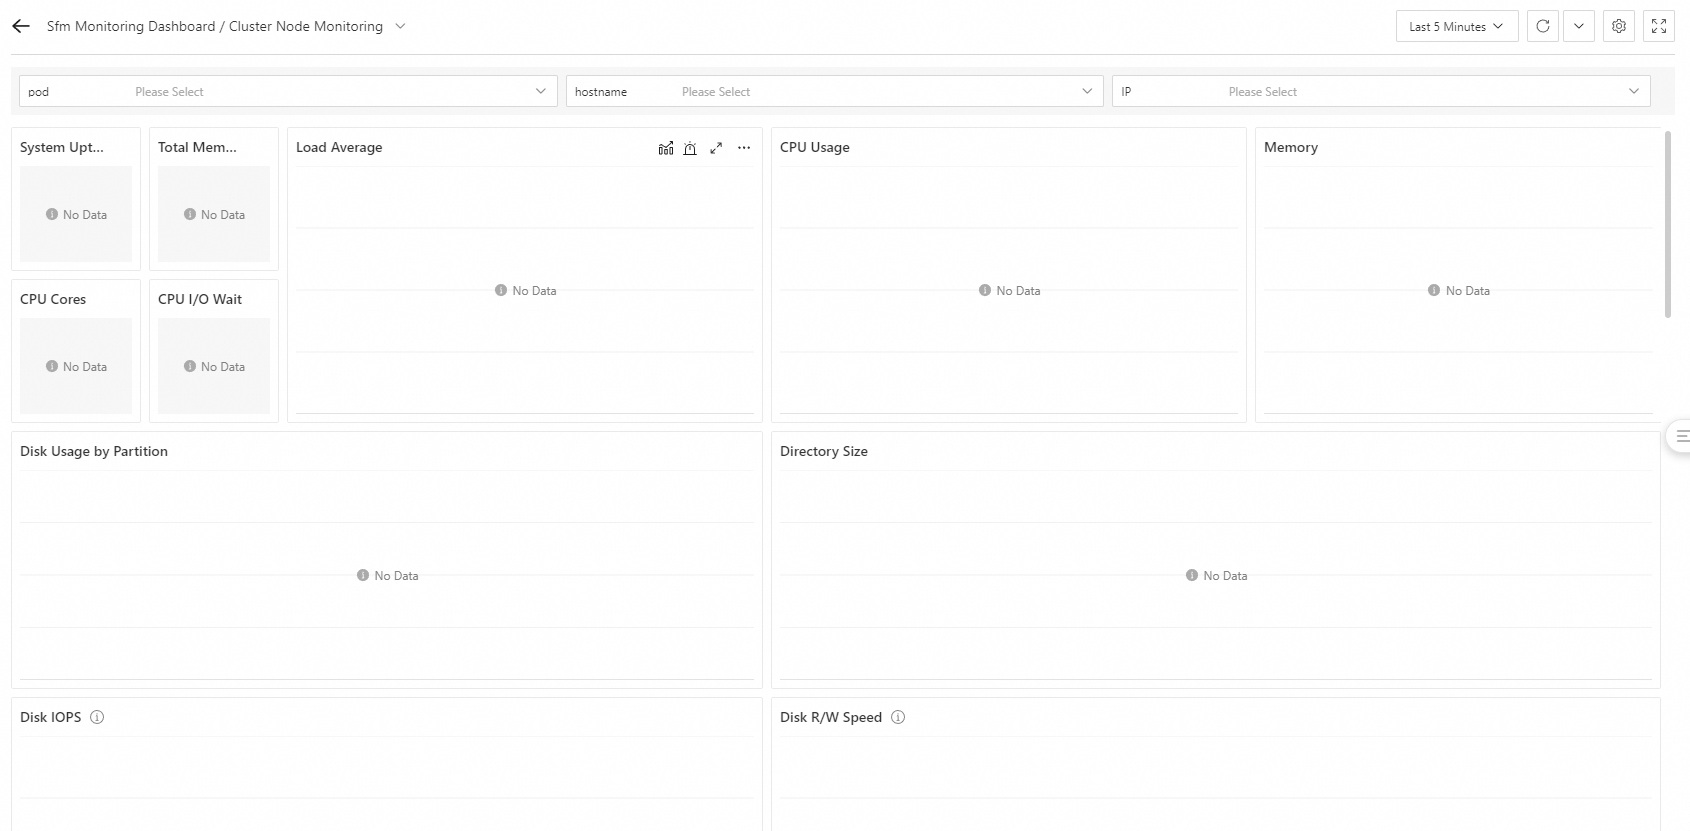 Sfm Monitoring Dashboard / Cluster Node Monitoring
Last 5 Minutes
pod Please Select
hostname Please Select
IP Please Select
System Upt...
No Data
Total Mem...
No Data
Load Average
No Data
CPU Usage
No Data
Memory
No Data
CPU Cores
No Data
CPU I/O Wait
No Data
Disk Usage by Partition
No Data
Directory Size
No Data
Disk IOPS
Disk R/W Speed